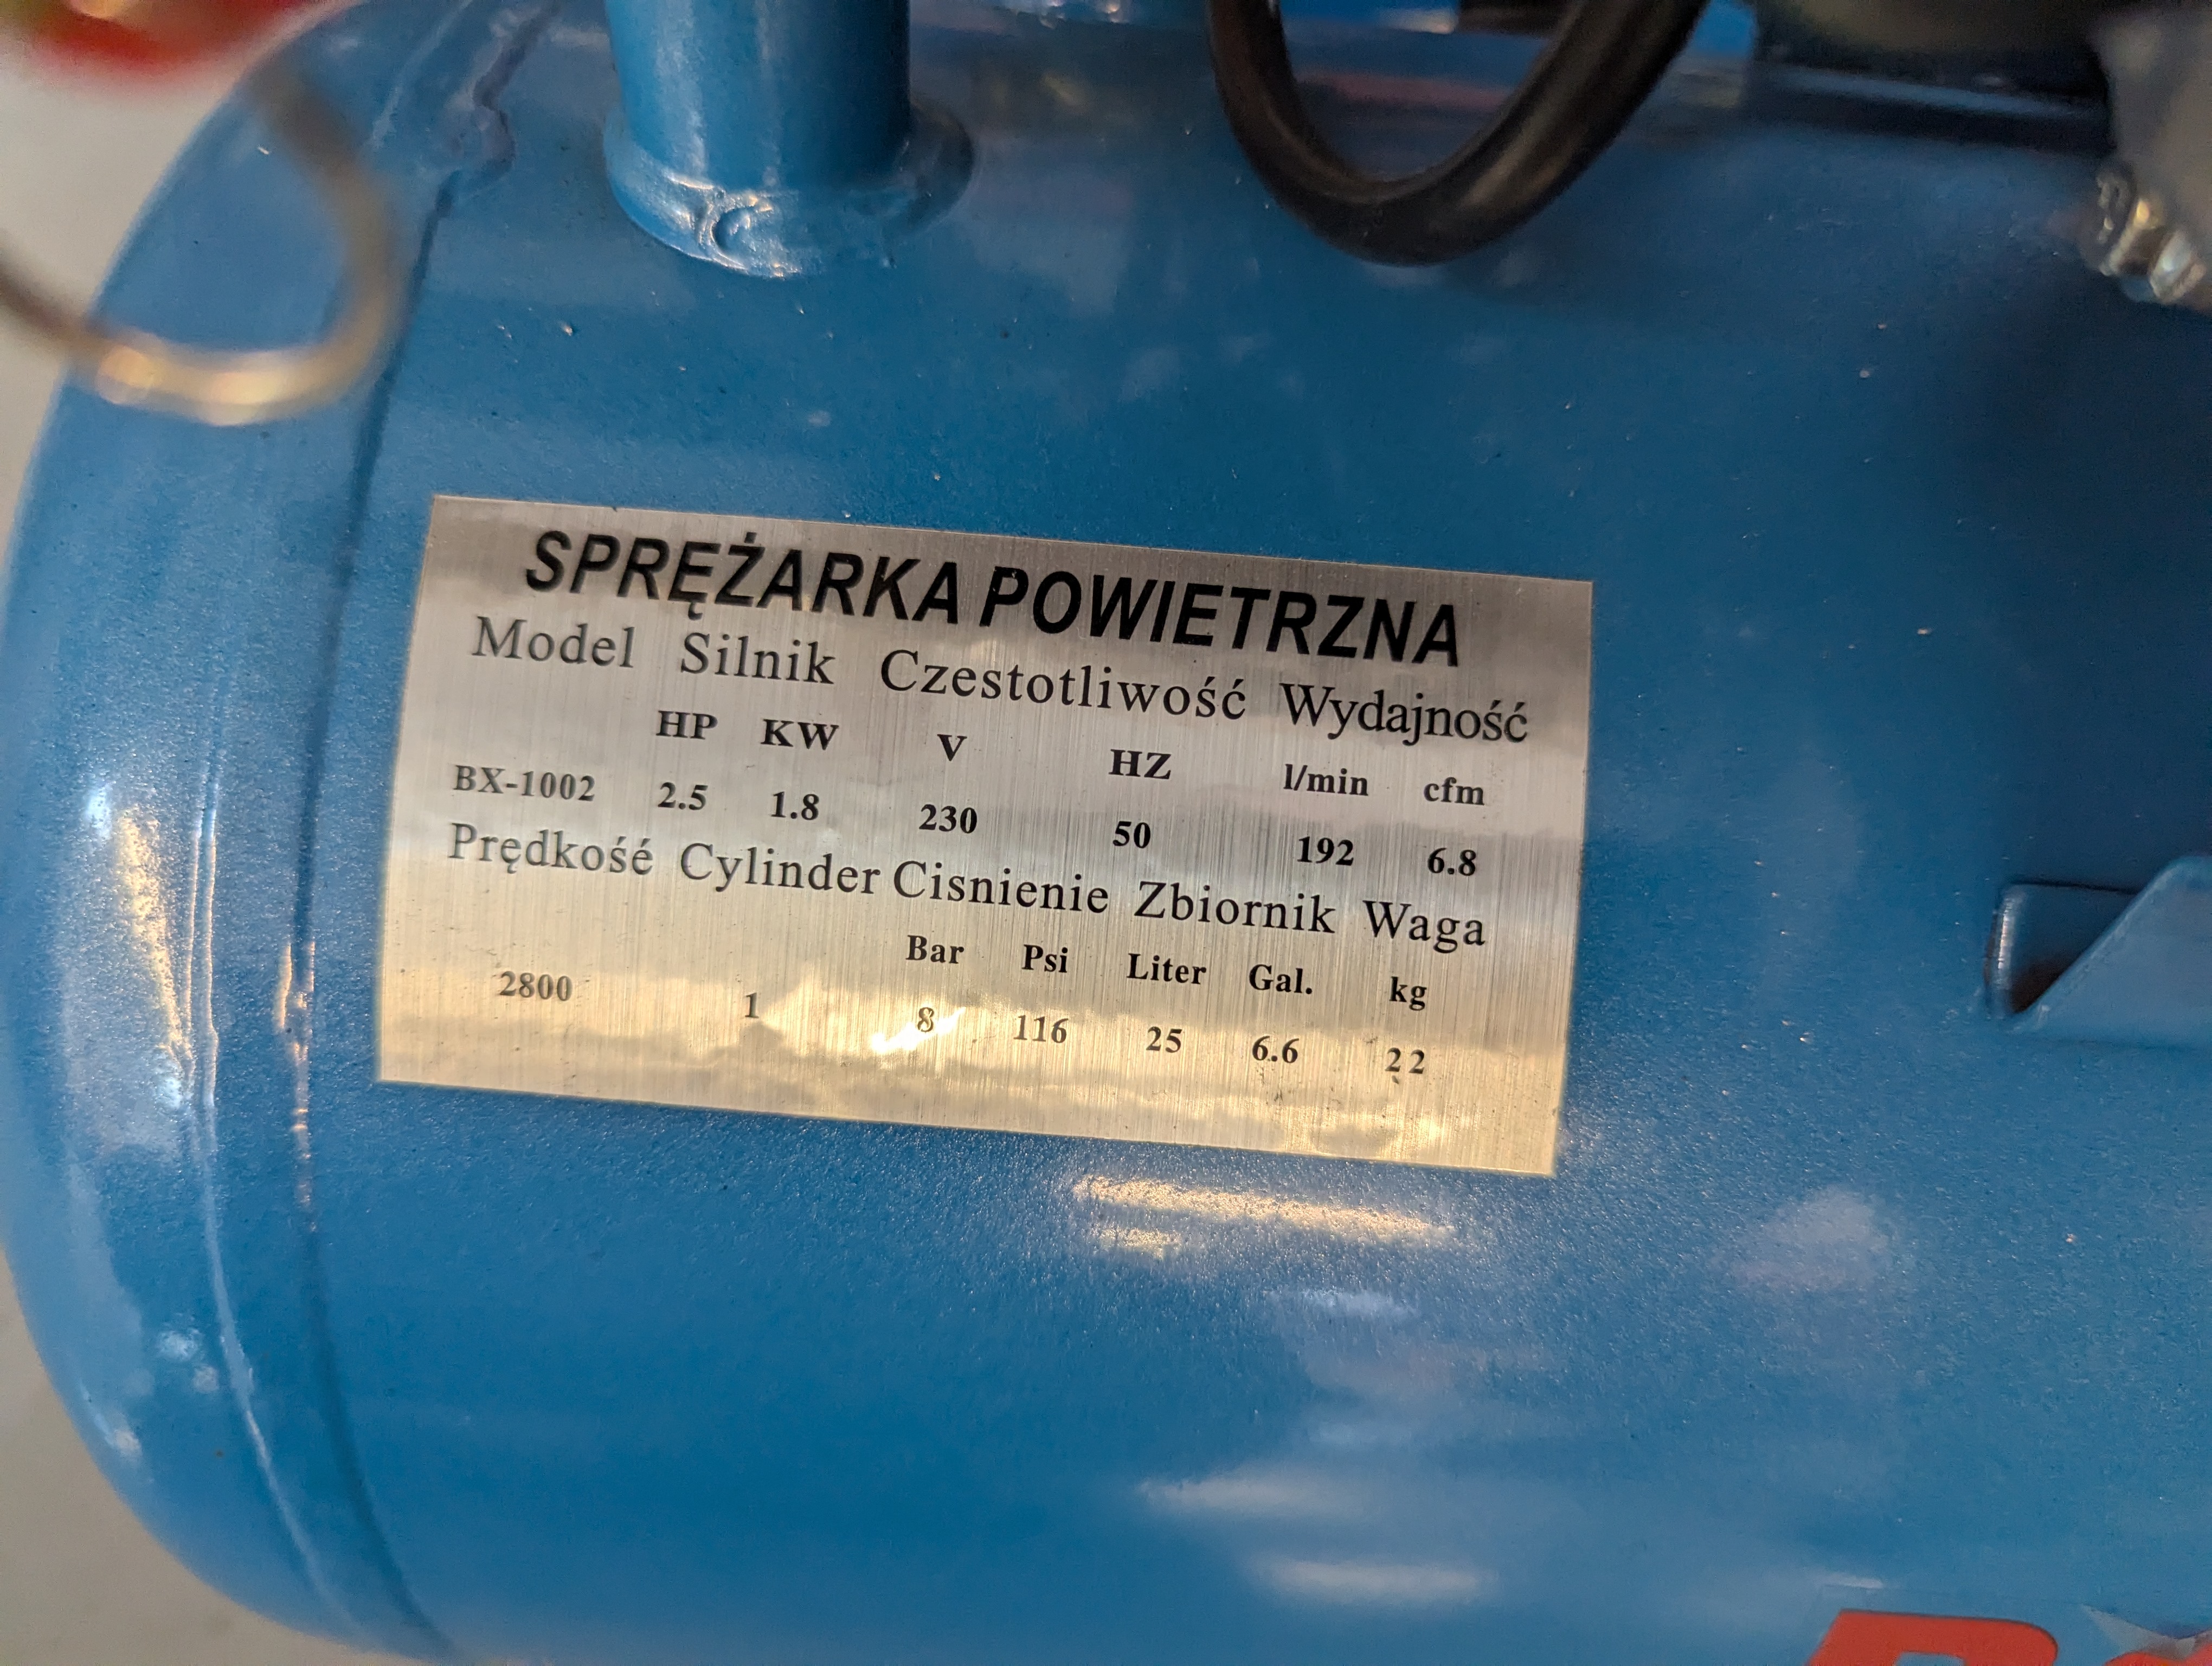 SPRĘŻARKA POWIETRZNA
Model Silnik Czestotliwość Wydajność
HP KW V HZ l/min cfm
BX-1002 2.5 1.8 230 50 192 6.8
Prędkość Cylinder Cisnienie Zbiornik Waga
Bar Psi Liter Gal. kg
2800 1 8 116 25 6.6 22